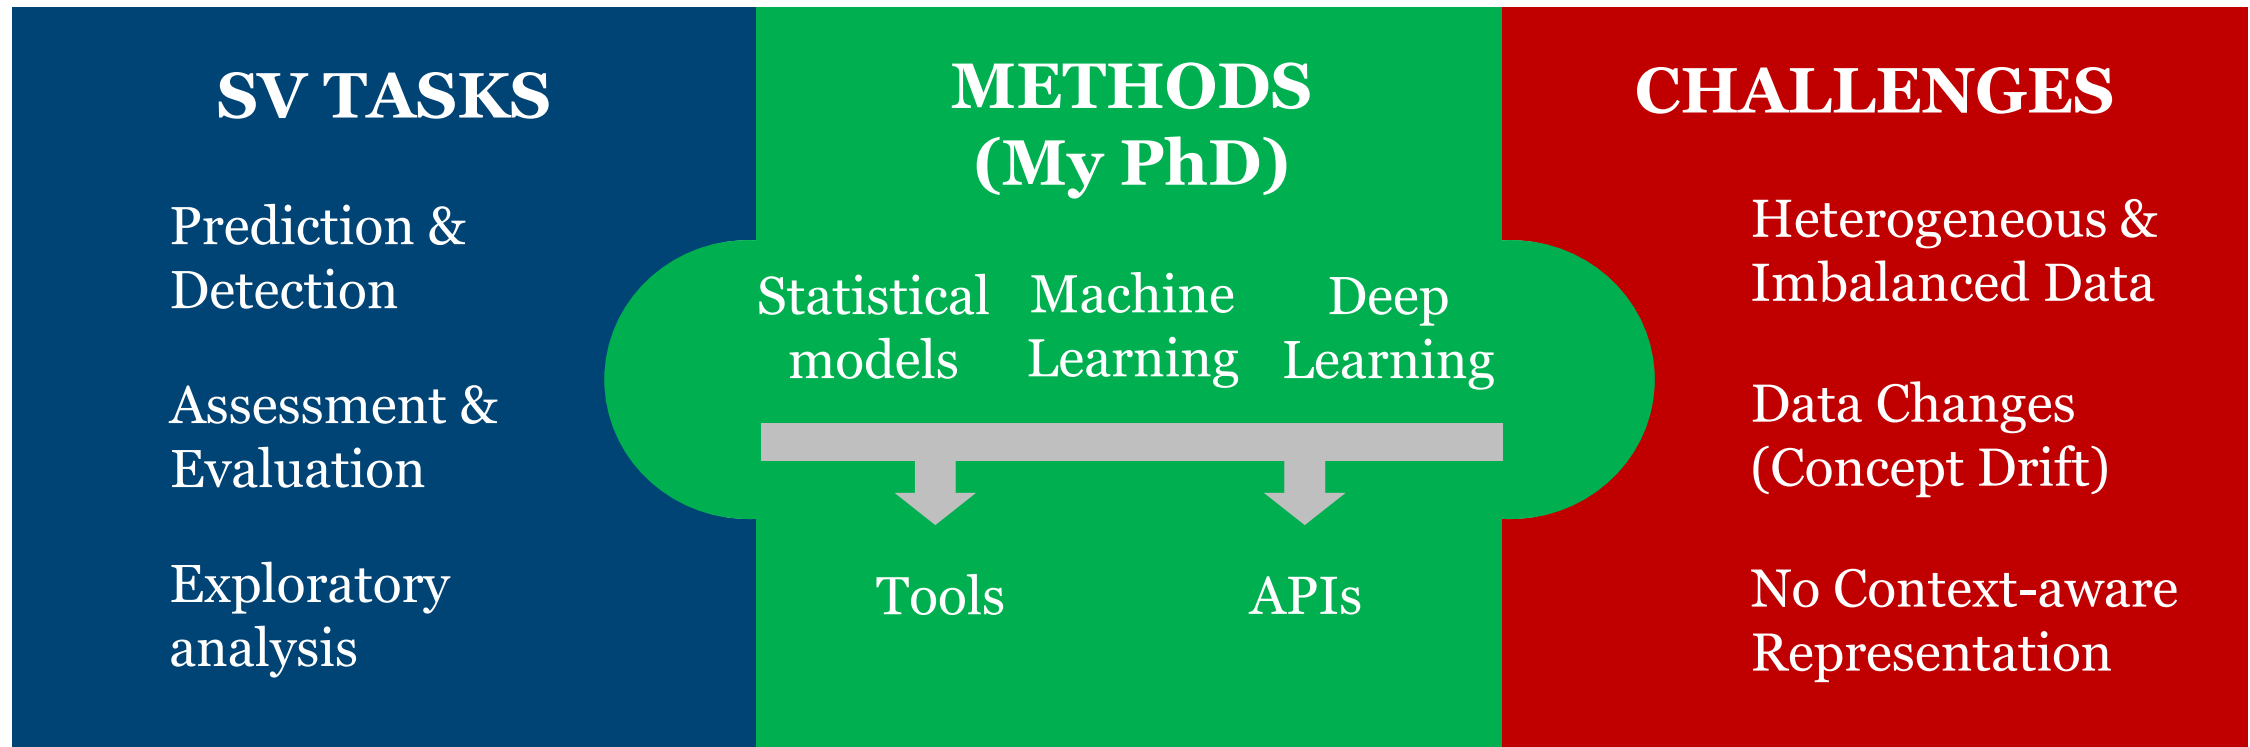 SV TASKS
Prediction &
Detection
Assessment &
Evaluation
Exploratory
analysis
METHODS
(My PhD)
Statistical
models
Machine
Learning
Deep
Learning
Tools
APIs
CHALLENGES
Heterogeneous &
Imbalanced Data
Data Changes
(Concept Drift)
No Context-aware
Representation